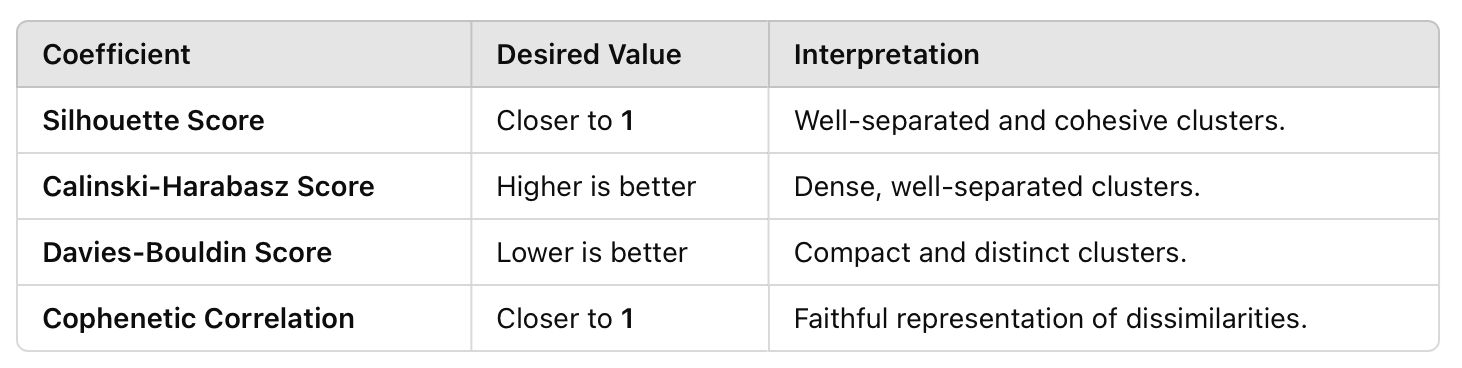 Coefficient Desired Value Interpretation
Silhouette Score Closer to 1 Well-separated and cohesive clusters.
Calinski-Harabasz Score Higher is better Dense, well-separated clusters.
Davies-Bouldin Score Lower is better Compact and distinct clusters.
Cophenetic Correlation Closer to 1 Faithful representation of dissimilarities.